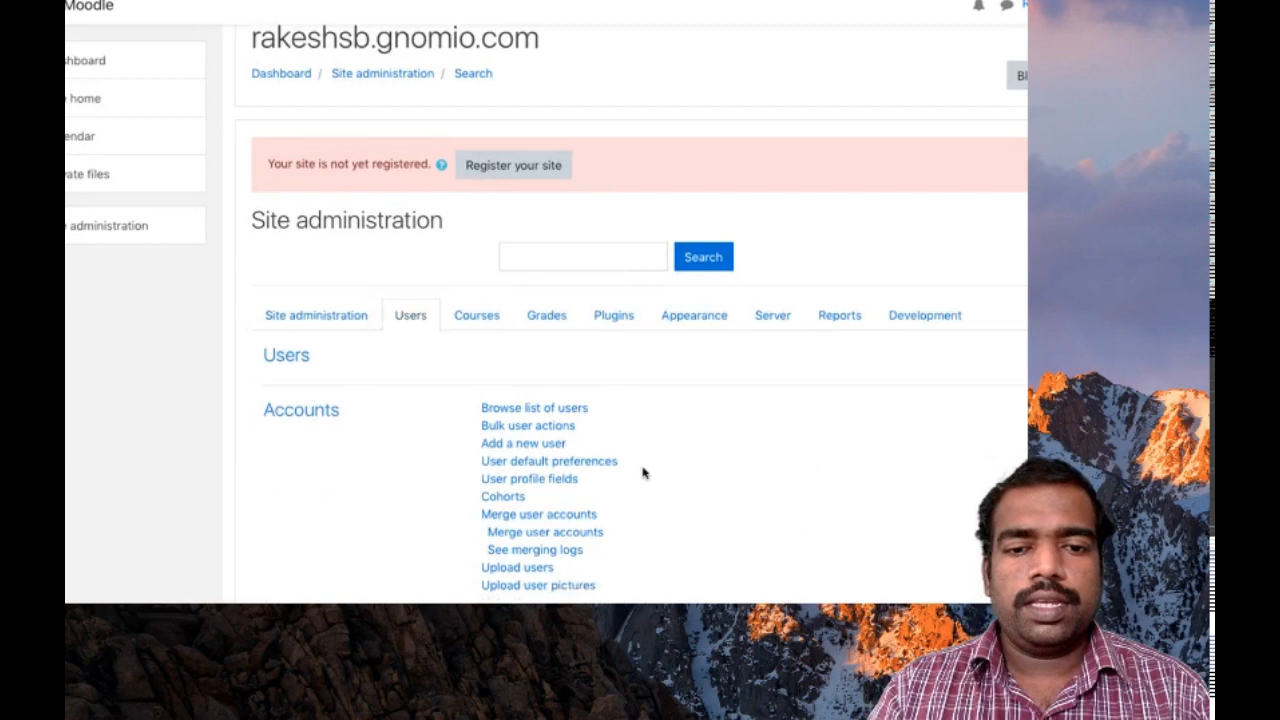 Moodle
rakeshsb.gnomio.com
Dashboard / Site administration / Search
Bl
hboard
home
endar
vate files
administration
Your site is not yet registered. Register your site
Site administration
Search
Site administration Users Courses Grades Plugins Appearance Server Reports Development
Users
Accounts
Browse list of users
Bulk user actions
Add a new user
User default preferences
User profile fields
Cohorts
Merge user accounts
Merge user accounts
See merging logs
Upload users
Upload user pictures